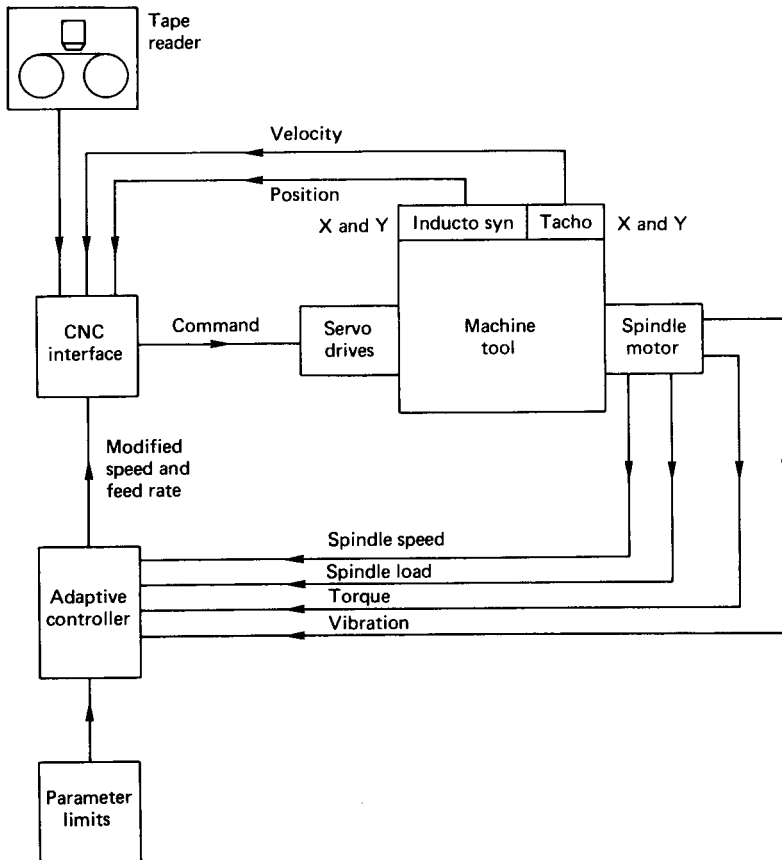 Tape
reader
Velocity
Position
X and Y
Inducto syn
Tacho
X and Y
CNC
interface
Command
Servo
drives
Machine
tool
Spindle
motor
Modified
speed and
feed rate
Spindle speed
Spindle load
Torque
Vibration
Adaptive
controller
Parameter
limits